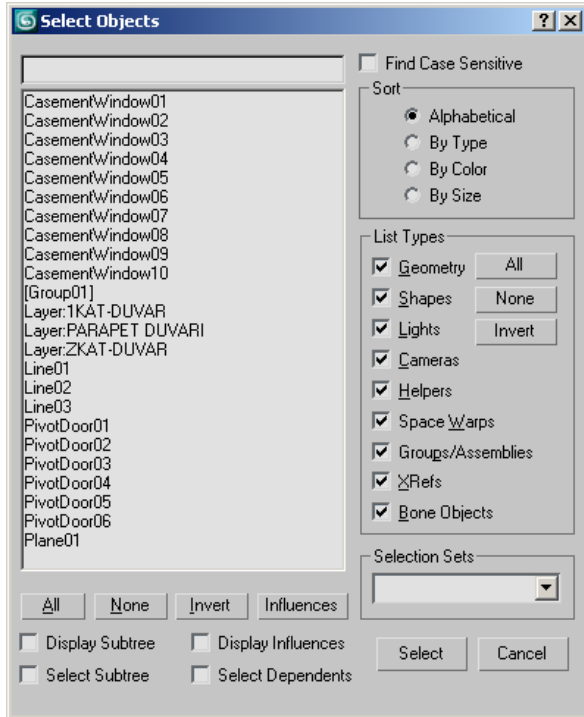 Select Objects
Find Case Sensitive
CasementWindow01
CasementWindow02
CasementWindow03
CasementWindow04
CasementWindow05
CasementWindow06
CasementWindow07
CasementWindow08
CasementWindow09
CasementWindow10
[Group01]
Layer:1KAT-DUVAR
Layer:PARAPET DUVARI
Layer:ZKAT-DUVAR
Line01
Line02
Line03
PivotDoor01
PivotDoor02
PivotDoor03
PivotDoor04
PivotDoor05
PivotDoor06
Plane01
Sort
Alphabetical
By Type
By Color
By Size
List Types
Geometry All
Shapes None
Lights Invert
Cameras
Helpers
Space Warps
Groups/Assemblies
XRefs
Bone Objects
Selection Sets
All None Invert Influences
Display Subtree Display Influences
Select Subtree Select Dependents
Select Cancel